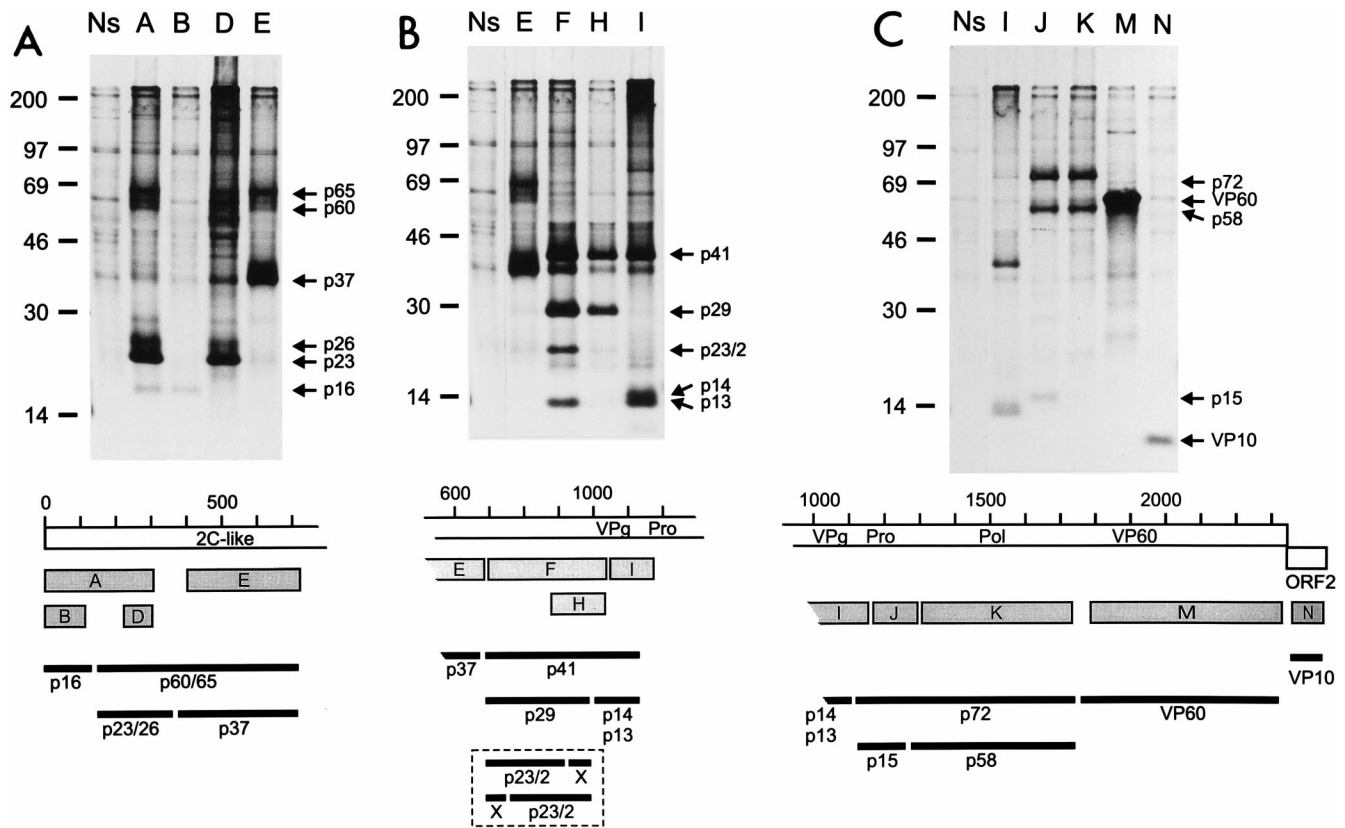 A
Ns A B D E
200
97
69
46
30
14
p65
p60
p37
p26
p23
p16
0 500
2C-like
A E
B D
p16 p60/65
p23/26 p37
B
Ns E F H I
200
97
69
46
30
14
p41
p29
p23/2
p14
p13
600 1000
VPg Pro
E F I
H
p37 p41
p29 p14
p13
p23/2 X
X p23/2
C
Ns I J K M N
200
97
69
46
30
14
p72
VP60
p58
p15
VP10
1000 1500 2000
VPg Pro Pol VP60
ORF2
I J K M N
VP10
p14 p72 VP60
p13
p15 p58